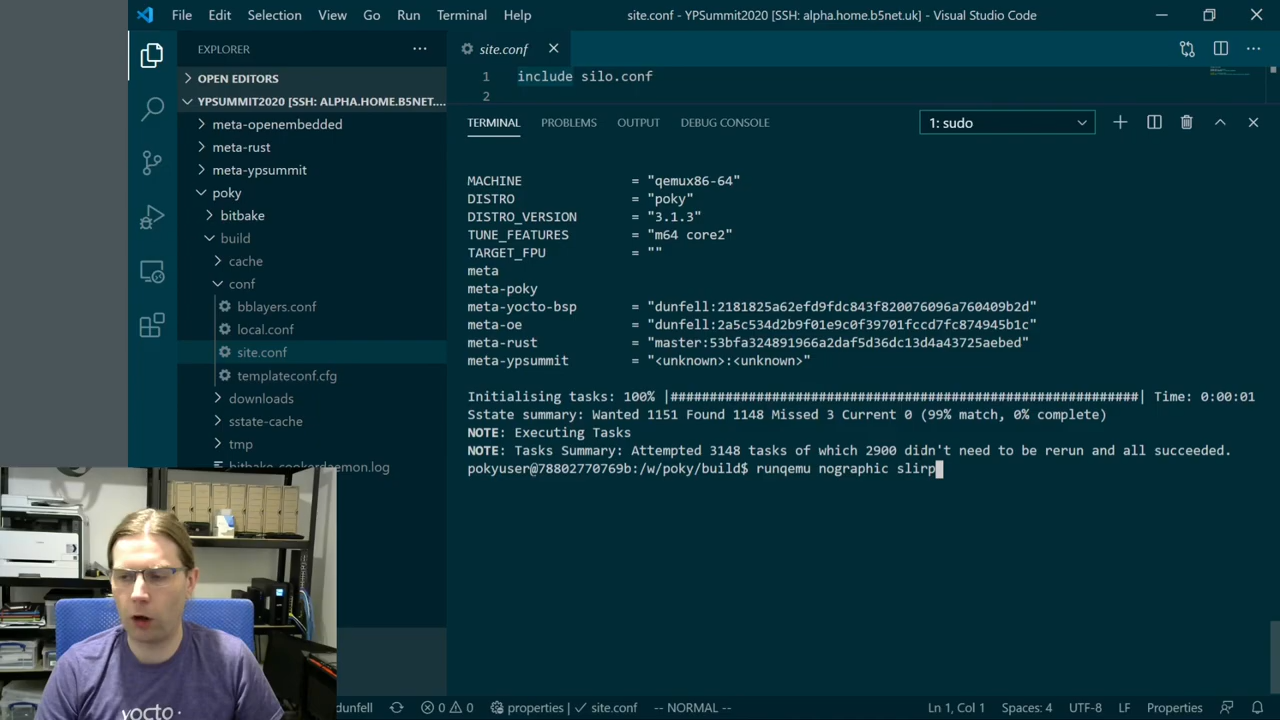 File Edit Selection View Go Run Terminal Help site.conf - YPSummit2020 [SSH: alpha.home.b5net.uk] - Visual Studio Code
EXPLORER
site.conf
OPEN EDITORS
1 include silo.conf
2
YPSUMMIT2020 [SSH: ALPHA.HOME.B5NET....
meta-openembedded
meta-rust
meta-ypsummit
poky
bitbake
build
cache
conf
bblayers.conf
local.conf
site.conf
templateconf.cfg
downloads
sstate-cache
tmp
bitbake-cookerdaemon.log
TERMINAL PROBLEMS OUTPUT DEBUG CONSOLE 1: sudo
MACHINE = "qemux86-64"
DISTRO = "poky"
DISTRO_VERSION = "3.1.3"
TUNE_FEATURES = "m64 core2"
TARGET_FPU = ""
meta
meta-poky
meta-yocto-bsp = "dunfell:2181825a62efd9fdc843f820076096a760409b2d"
meta-oe = "dunfell:2a5c534d2b9f01e9c0f39701fccd7fc874945b1c"
meta-rust = "master:53bfa324891966a2daf5d36dc13d4a43725aebed"
meta-ypsummit = "<unknown>:<unknown>"
Initialising tasks: 100% |############################################################| Time: 0:00:01
Sstate summary: Wanted 1151 Found 1148 Missed 3 Current 0 (99% match, 0% complete)
NOTE: Executing Tasks
NOTE: Tasks Summary: Attempted 3148 tasks of which 2900 didn't need to be rerun and all succeeded.
pokyuser@78802770769b:/w/poky/build$ runqemu nographic slirp
yocto
dunfell 0 0 properties | ✓ site.conf -- NORMAL -- Ln 1, Col 1 Spaces: 4 UTF-8 LF Properties